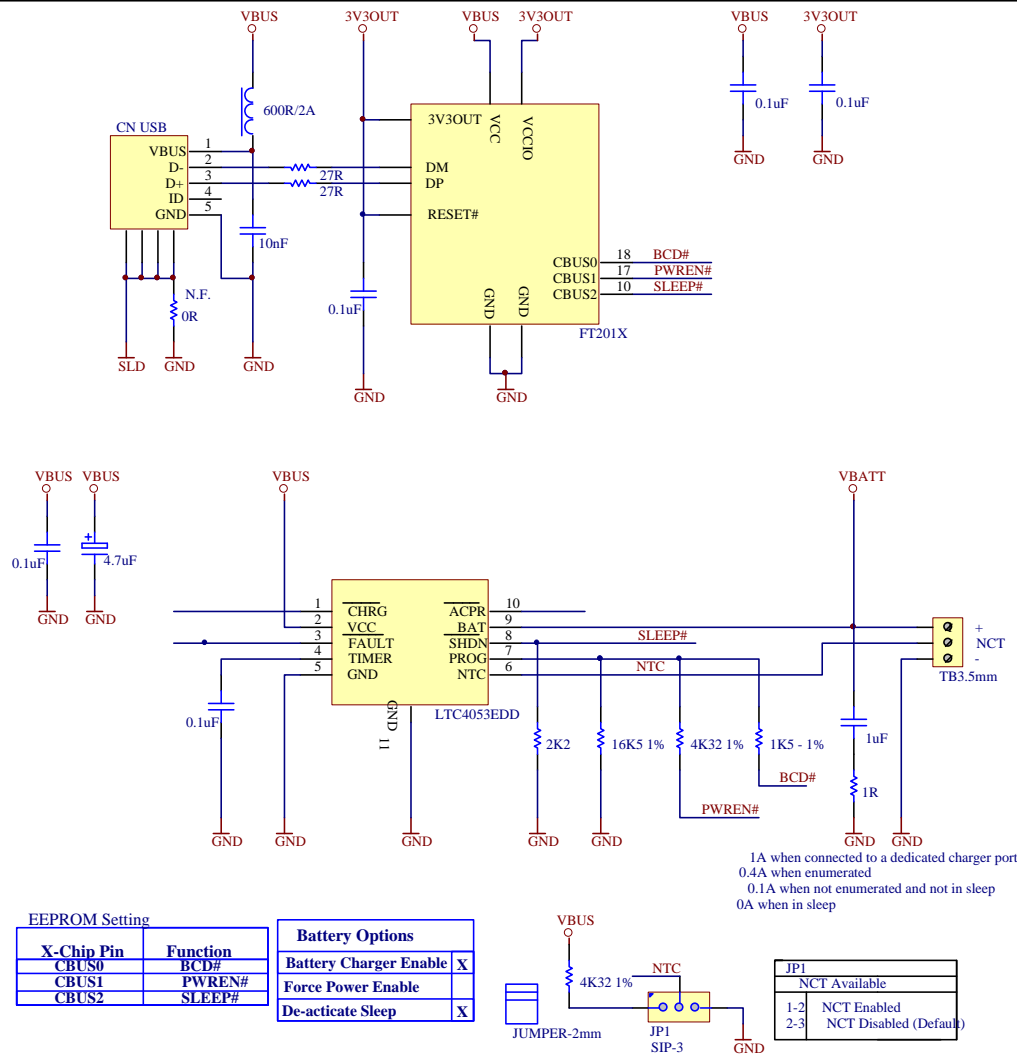 VBUS 3V3OUT VBUS 3V3OUT VBUS 3V3OUT
600R/2A
0.1uF 0.1uF
GND GND
CN USB
VBUS 1
D- 2
D+ 3
ID 4
GND 5
27R
27R
10nF
N.F.
0R
SLD GND GND
0.1uF
GND
3V3OUT
VCC
VCCIO
DM
DP
RESET#
CBUS0 18 BCD#
CBUS1 17 PWREN#
CBUS2 10 SLEEP#
GND
GND
FT201X
GND
VBUS VBUS VBUS VBATT
0.1uF 4.7uF
GND GND
1 CHRG
2 VCC
3 FAULT
4 TIMER
5 GND
GND
11
ACPR 10
BAT 9
SHDN 8 SLEEP#
PROG 7
NTC 6 NTC
LTC4053EDD
0.1uF
2K2 16K5 1% 4K32 1% 1K5 - 1%
BCD#
PWREN#
1uF
1R
+
NCT
-
TB3.5mm
GND GND GND GND GND GND GND
1A when connected to a dedicated charger port
0.4A when enumerated
0.1A when not enumerated and not in sleep
0A when in sleep
EEPROM Setting
X-Chip Pin Function
CBUS0 BCD#
CBUS1 PWREN#
CBUS2 SLEEP#
Battery Options
Battery Charger Enable X
Force Power Enable
De-acticate Sleep X
JUMPER-2mm
VBUS
4K32 1%
NTC
JP1
SIP-3
GND
JP1
NCT Available
1-2 NCT Enabled
2-3 NCT Disabled (Default)